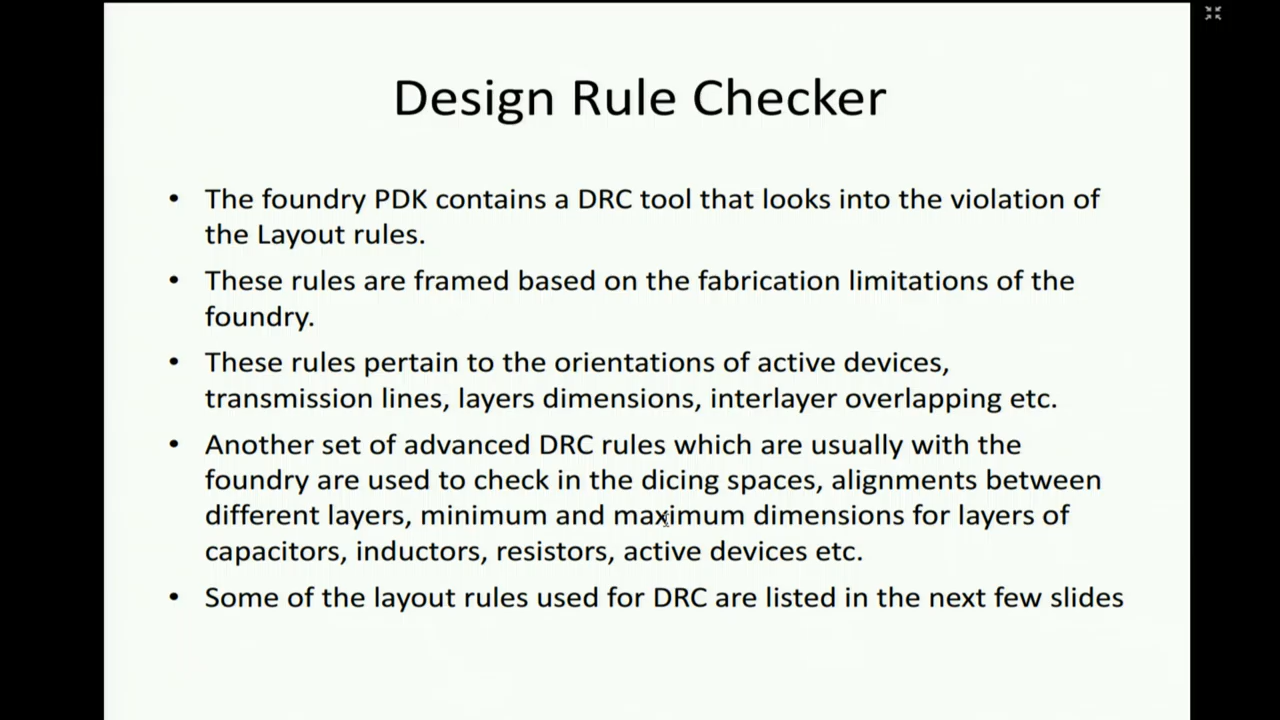 Design Rule Checker
• The foundry PDK contains a DRC tool that looks into the violation of
the Layout rules.
• These rules are framed based on the fabrication limitations of the
foundry.
• These rules pertain to the orientations of active devices,
transmission lines, layers dimensions, interlayer overlapping etc.
• Another set of advanced DRC rules which are usually with the
foundry are used to check in the dicing spaces, alignments between
different layers, minimum and maximum dimensions for layers of
capacitors, inductors, resistors, active devices etc.
• Some of the layout rules used for DRC are listed in the next few slides